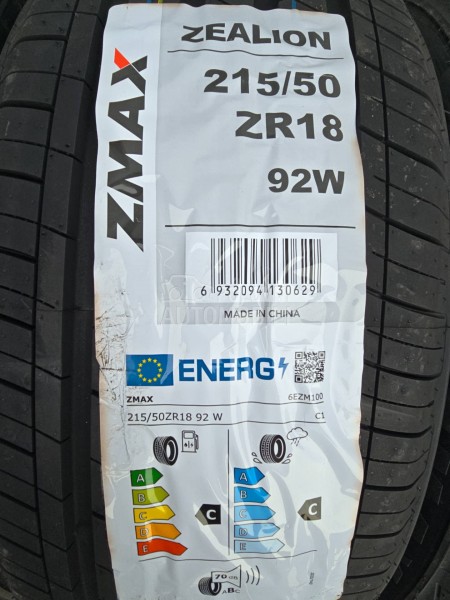 ZEALION
ZMAX
215/50
ZR18
92W
6 932094 130629
MADE IN CHINA
ENERG
ZMAX
6EZM100
215/50ZR18 92 W
C1
A
B
C
D
E
C
A
B
C
D
E
C
70 dB
ABC